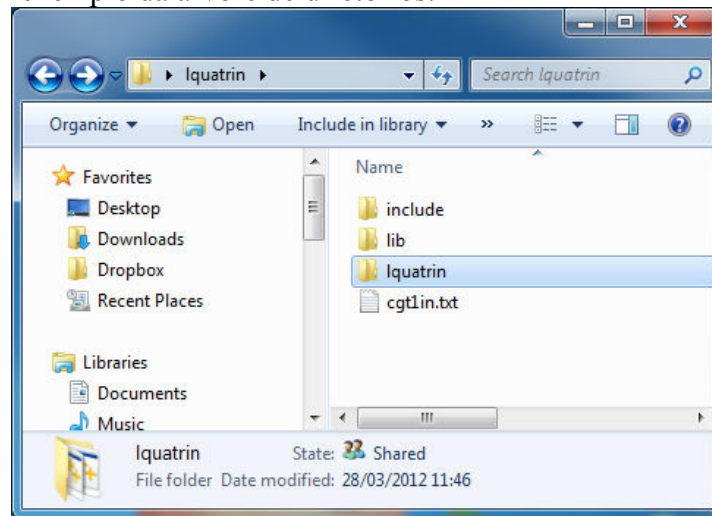 lquatrin
Search lquatrin
Organize Open Include in library »
Favorites
Desktop
Downloads
Dropbox
Recent Places
Libraries
Documents
Music
Name
include
lib
lquatrin
cgt1in.txt
lquatrin State: Shared
File folder Date modified: 28/03/2012 11:46